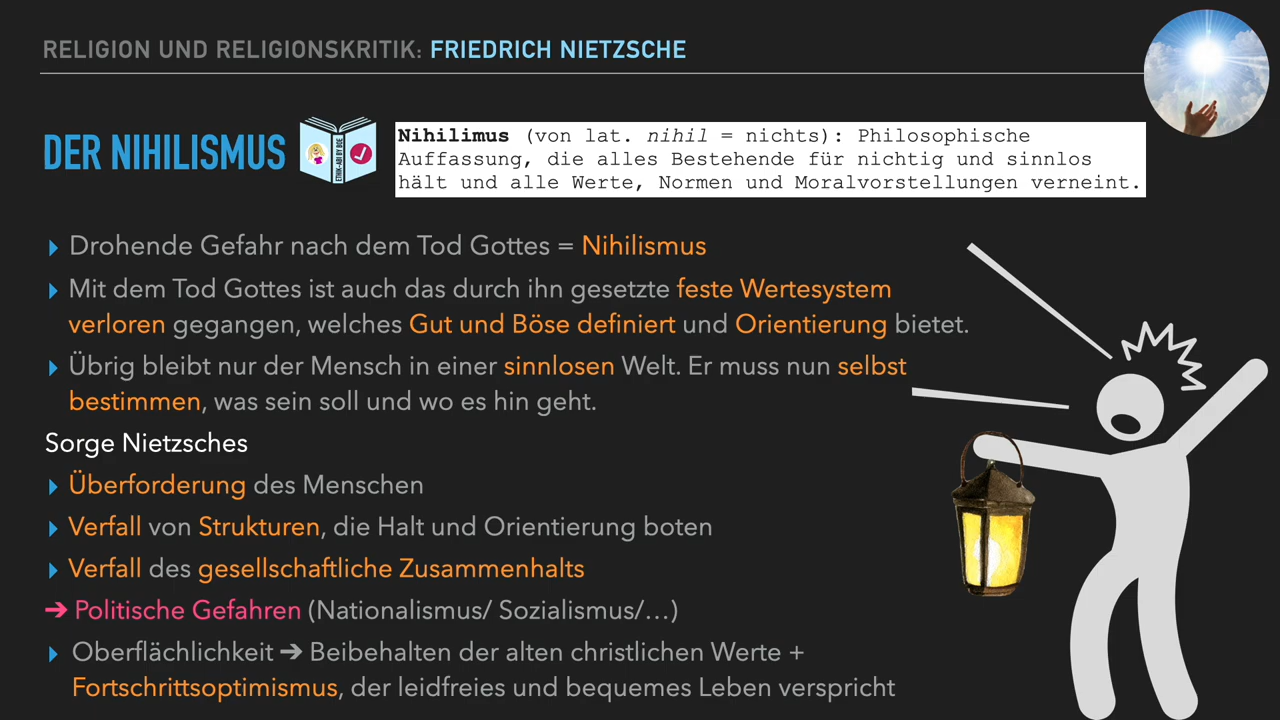 RELIGION UND RELIGIONSKRITIK: FRIEDRICH NIETZSCHE
DER NIHILISMUS
ETHIK-ABI BY BOE
Nihilimus (von lat. nihil = nichts): Philosophische
Auffassung, die alles Bestehende für nichtig und sinnlos
hält und alle Werte, Normen und Moralvorstellungen verneint.
Drohende Gefahr nach dem Tod Gottes = Nihilismus
Mit dem Tod Gottes ist auch das durch ihn gesetzte feste Wertesystem
verloren gegangen, welches Gut und Böse definiert und Orientierung bietet.
Übrig bleibt nur der Mensch in einer sinnlosen Welt. Er muss nun selbst
bestimmen, was sein soll und wo es hin geht.
Sorge Nietzsches
Überforderung des Menschen
Verfall von Strukturen, die Halt und Orientierung boten
Verfall des gesellschaftliche Zusammenhalts
➔ Politische Gefahren (Nationalismus/ Sozialismus/…)
Oberflächlichkeit ➔ Beibehalten der alten christlichen Werte +
Fortschrittsoptimismus, der leidfreies und bequemes Leben verspricht